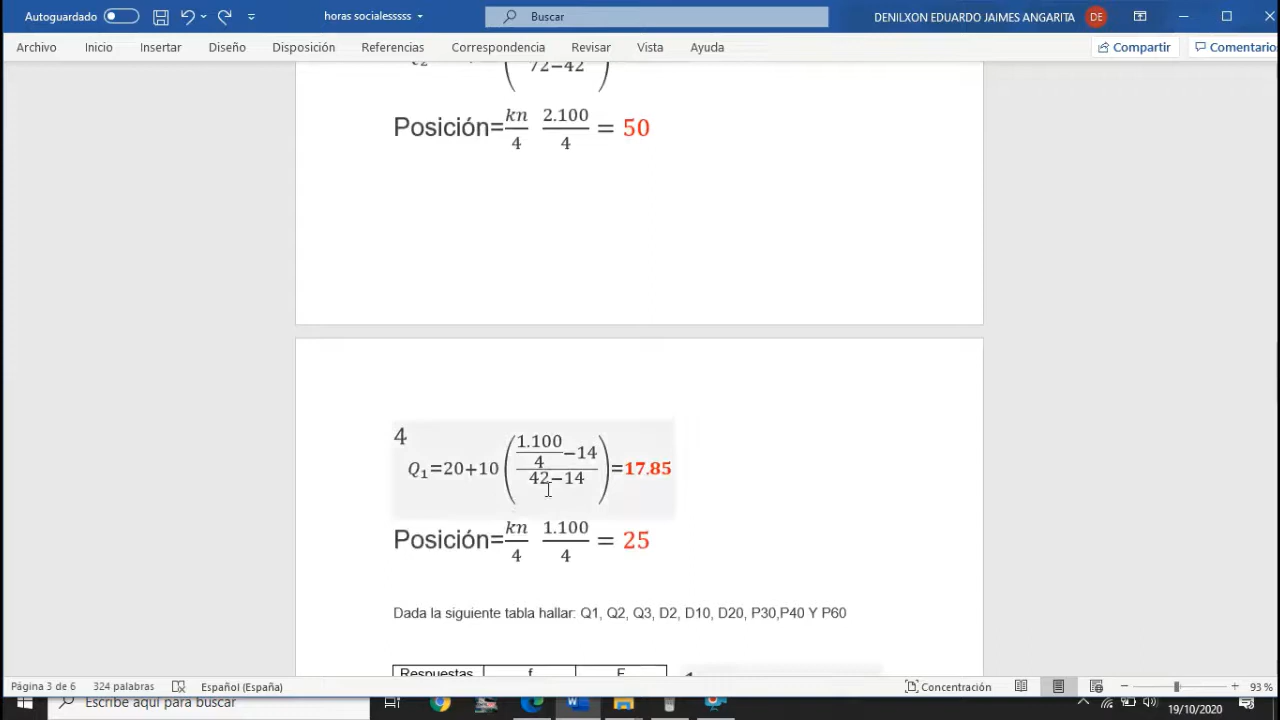 Autoguardado
horas socialesssss
Buscar
DENILXON EDUARDO JAIMES ANGARITA
DE
Archivo Inicio Insertar Diseño Disposición Referencias Correspondencia Revisar Vista Ayuda
Compartir
Comentario
72−42
Posición= kn/4 2.100/4 = 50
4
Q₁=20+10((1.100/4 −14)/(42−14))=17.85
Posición= kn/4 1.100/4 = 25
Dada la siguiente tabla hallar: Q1, Q2, Q3, D2, D10, D20, P30,P40 Y P60
Respuestas f F
Página 3 de 6 324 palabras Español (España) Concentración 93 %
Escribe aquí para buscar
19/10/2020